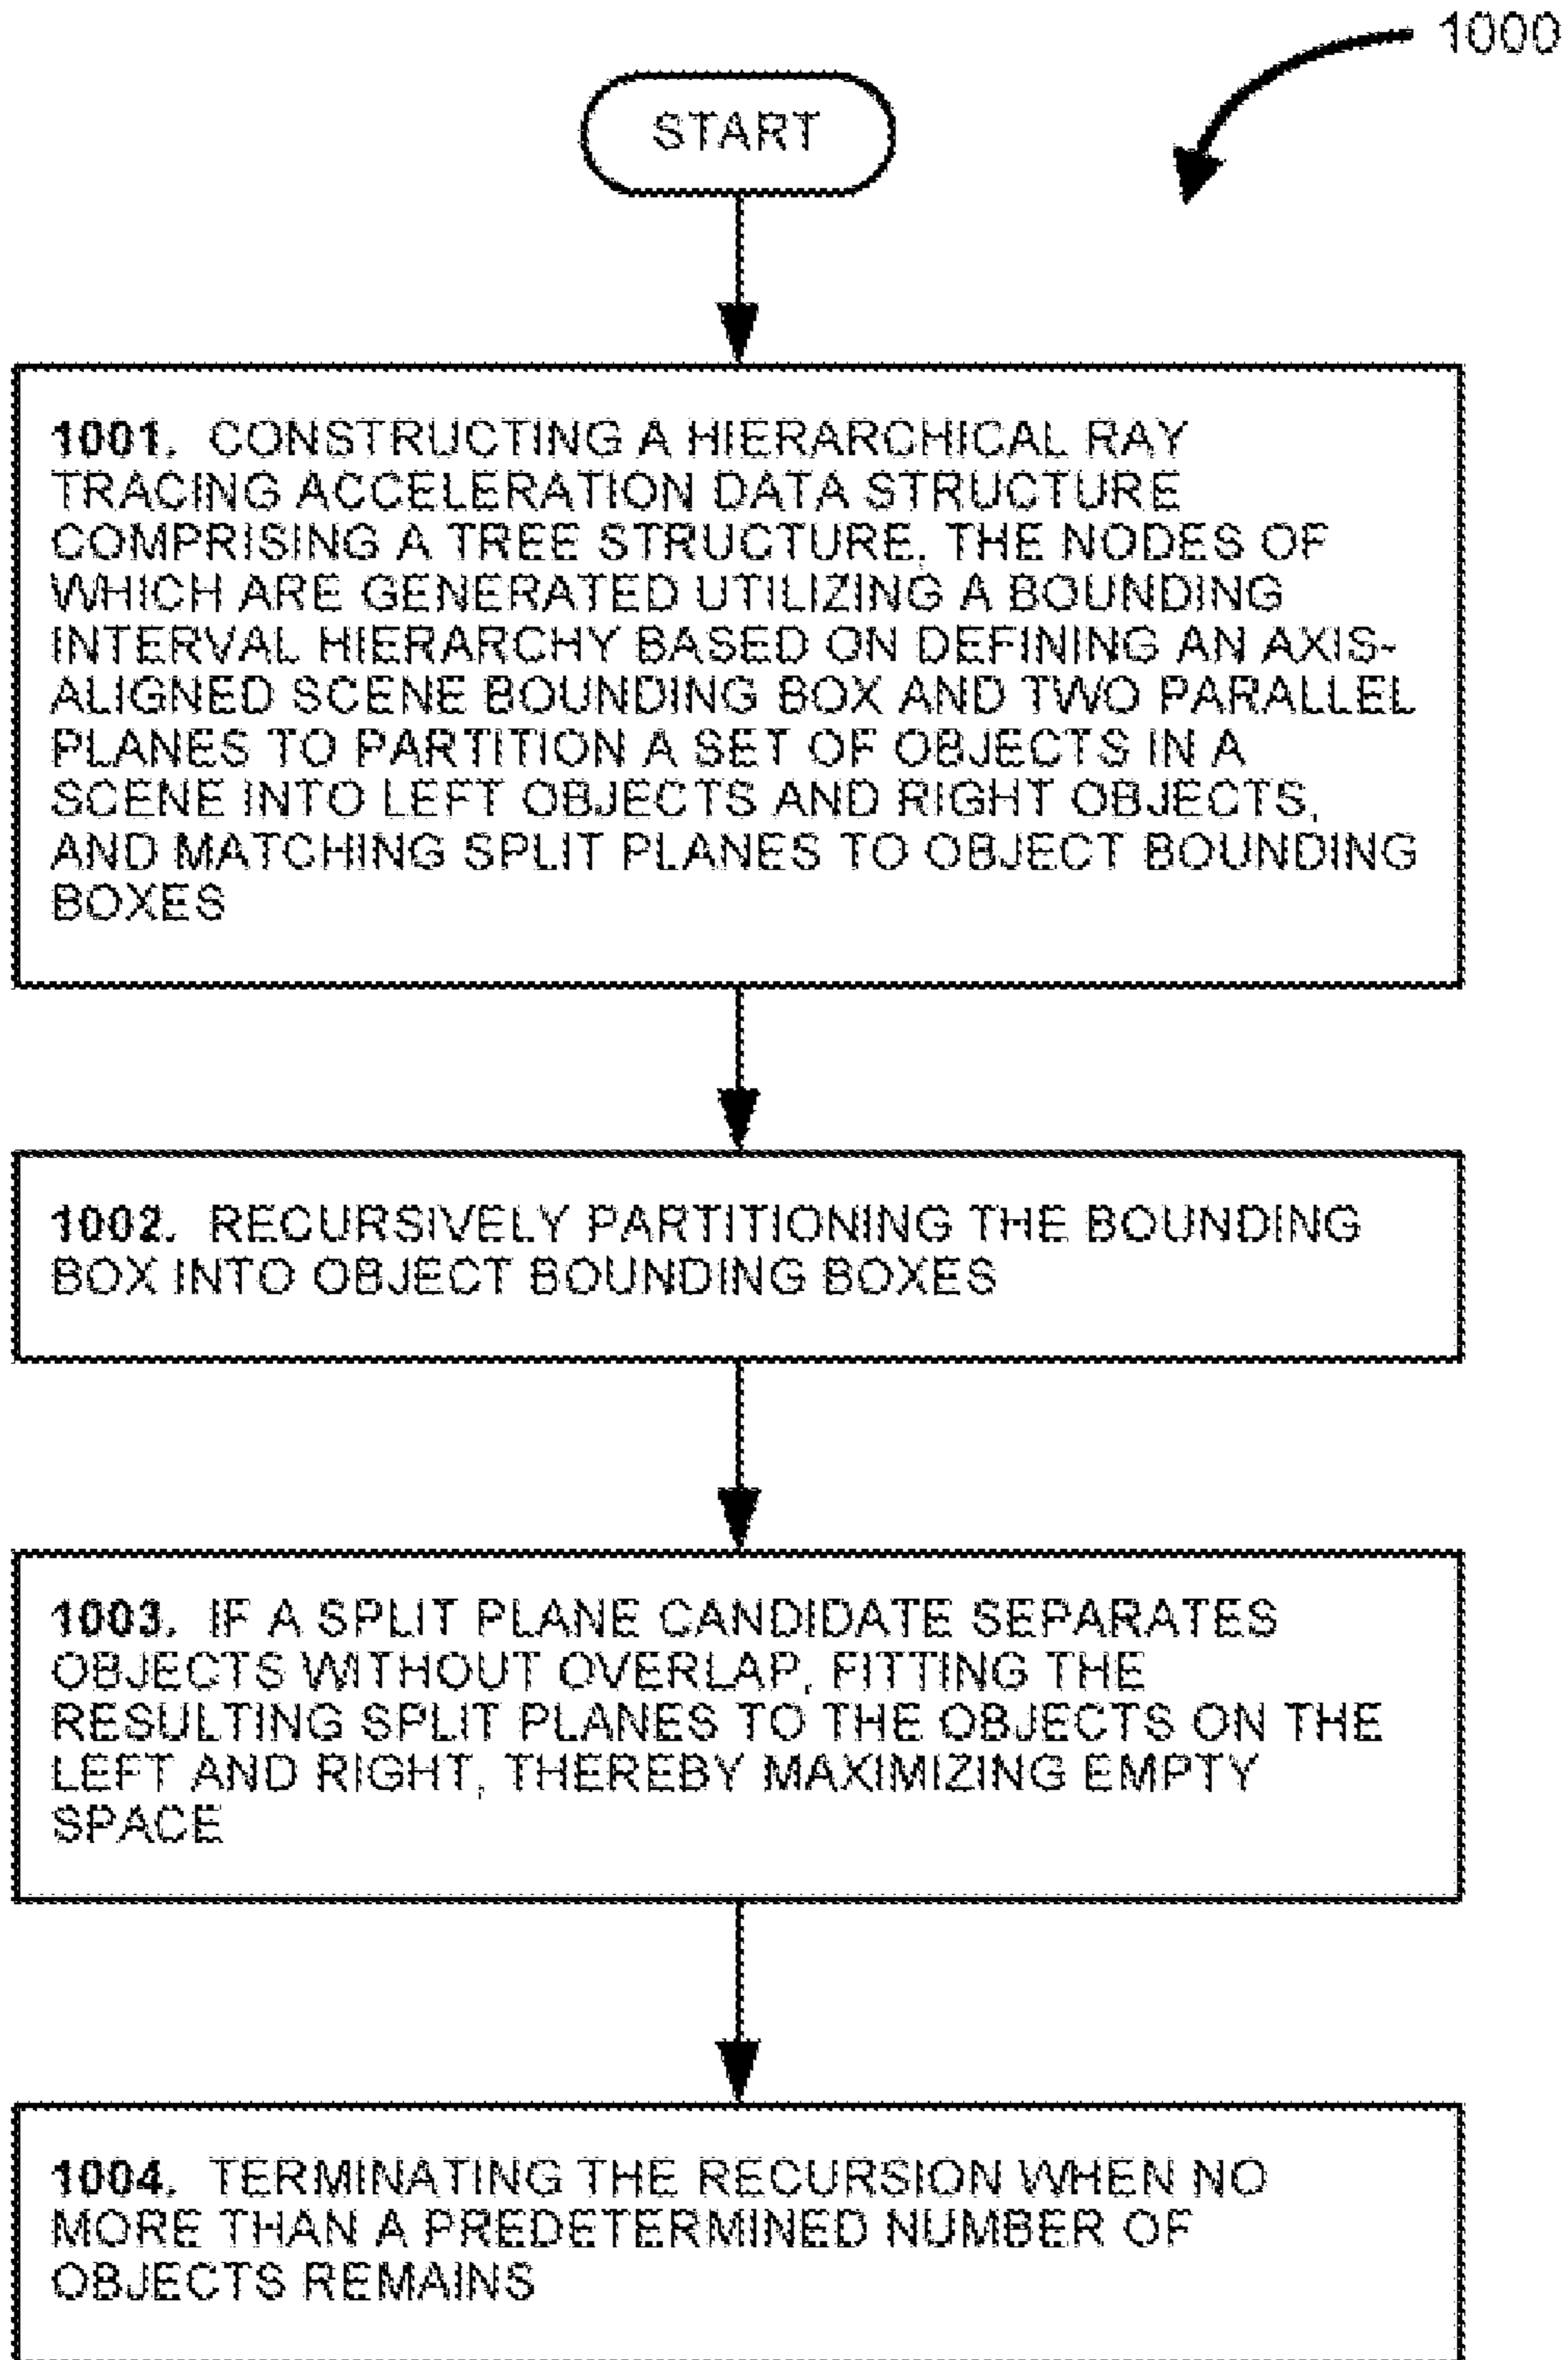 1000
START
1001. CONSTRUCTING A HIERARCHICAL RAY
TRACING ACCELERATION DATA STRUCTURE
COMPRISING A TREE STRUCTURE, THE NODES OF
WHICH ARE GENERATED UTILIZING A BOUNDING
INTERVAL HIERARCHY BASED ON DEFINING AN AXIS-
ALIGNED SCENE BOUNDING BOX AND TWO PARALLEL
PLANES TO PARTITION A SET OF OBJECTS IN A
SCENE INTO LEFT OBJECTS AND RIGHT OBJECTS,
AND MATCHING SPLIT PLANES TO OBJECT BOUNDING
BOXES
1002. RECURSIVELY PARTITIONING THE BOUNDING
BOX INTO OBJECT BOUNDING BOXES
1003. IF A SPLIT PLANE CANDIDATE SEPARATES
OBJECTS WITHOUT OVERLAP, FITTING THE
RESULTING SPLIT PLANES TO THE OBJECTS ON THE
LEFT AND RIGHT, THEREBY MAXIMIZING EMPTY
SPACE
1004. TERMINATING THE RECURSION WHEN NO
MORE THAN A PREDETERMINED NUMBER OF
OBJECTS REMAINS